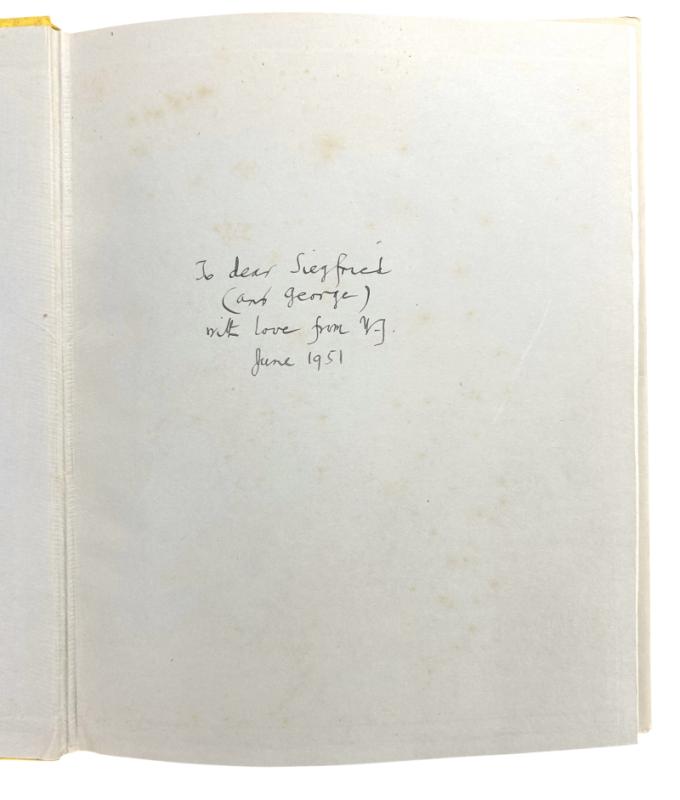 To dear Siegfried
(and George)
with love from
June 1951